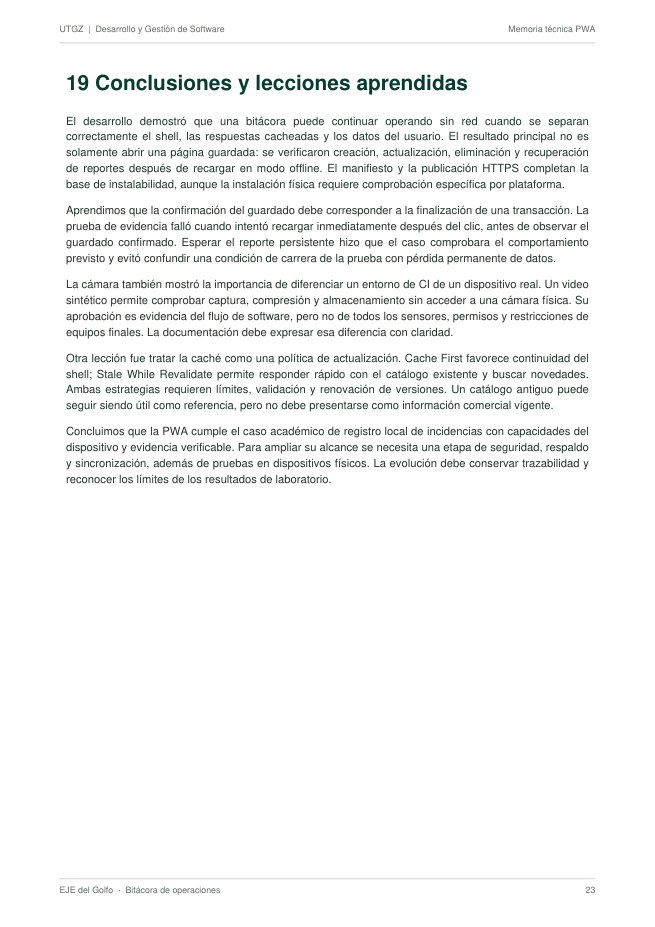 UTGZ | Desarrollo y Gestión de Software
Memoria técnica PWA
19 Conclusiones y lecciones aprendidas
El desarrollo demostró que una bitácora puede continuar operando sin red cuando se separan
correctamente el shell, las respuestas cacheadas y los datos del usuario. El resultado principal no es
solamente abrir una página guardada: se verificaron creación, actualización, eliminación y recuperación
de reportes después de recargar en modo offline. El manifiesto y la publicación HTTPS completan la
base de instalabilidad, aunque la instalación física requiere comprobación específica por plataforma.
Aprendimos que la confirmación del guardado debe corresponder a la finalización de una transacción. La
prueba de evidencia falló cuando intentó recargar inmediatamente después del clic, antes de observar el
guardado confirmado. Esperar el reporte persistente hizo que el caso comprobara el comportamiento
previsto y evitó confundir una condición de carrera de la prueba con pérdida permanente de datos.
La cámara también mostró la importancia de diferenciar un entorno de CI de un dispositivo real. Un video
sintético permite comprobar captura, compresión y almacenamiento sin acceder a una cámara física. Su
aprobación es evidencia del flujo de software, pero no de todos los sensores, permisos y restricciones de
equipos finales. La documentación debe expresar esa diferencia con claridad.
Otra lección fue tratar la caché como una política de actualización. Cache First favorece continuidad del
shell; Stale While Revalidate permite responder rápido con el catálogo existente y buscar novedades.
Ambas estrategias requieren límites, validación y renovación de versiones. Un catálogo antiguo puede
seguir siendo útil como referencia, pero no debe presentarse como información comercial vigente.
Concluimos que la PWA cumple el caso académico de registro local de incidencias con capacidades del
dispositivo y evidencia verificable. Para ampliar su alcance se necesita una etapa de seguridad, respaldo
y sincronización, además de pruebas en dispositivos físicos. La evolución debe conservar trazabilidad y
reconocer los límites de los resultados de laboratorio.
EJE del Golfo · Bitácora de operaciones
23